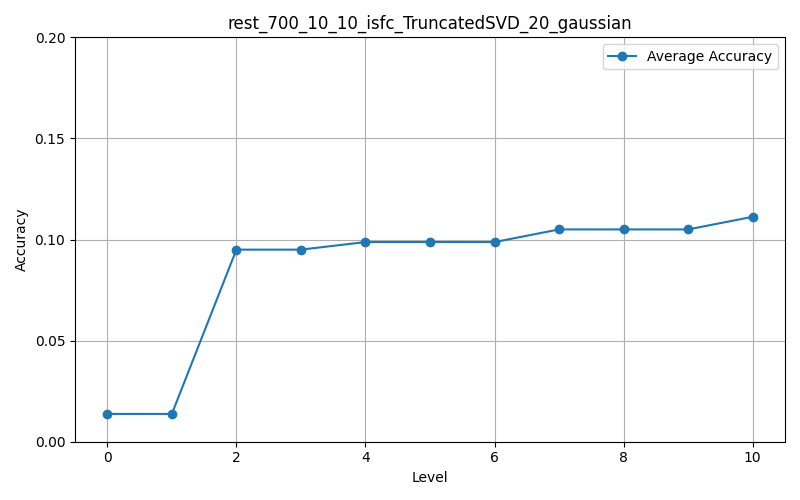 rest_700_10_10_isfc_TruncatedSVD_20_gaussian
Average Accuracy
Accuracy
0.20
0.15
0.10
0.05
0.00
0 2 4 6 8 10
Level